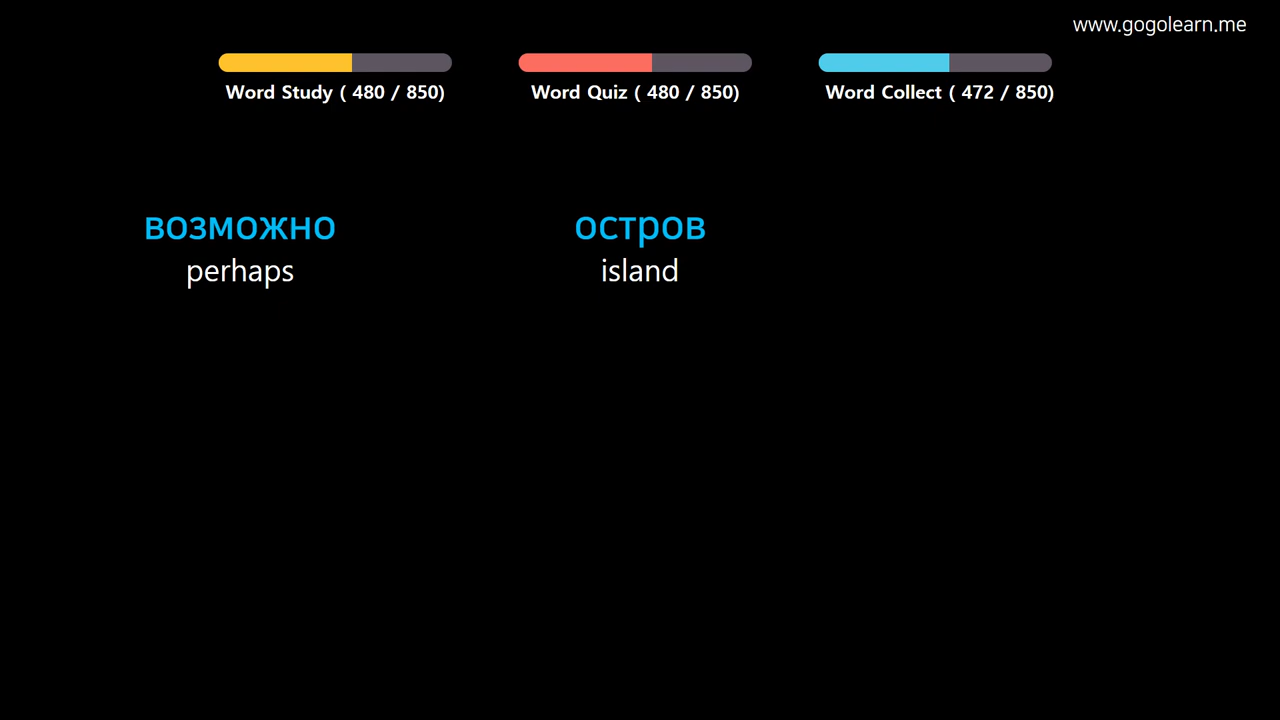 www.gogolearn.me
Word Study ( 480 / 850)
Word Quiz ( 480 / 850)
Word Collect ( 472 / 850)
возможно
perhaps
остров
island